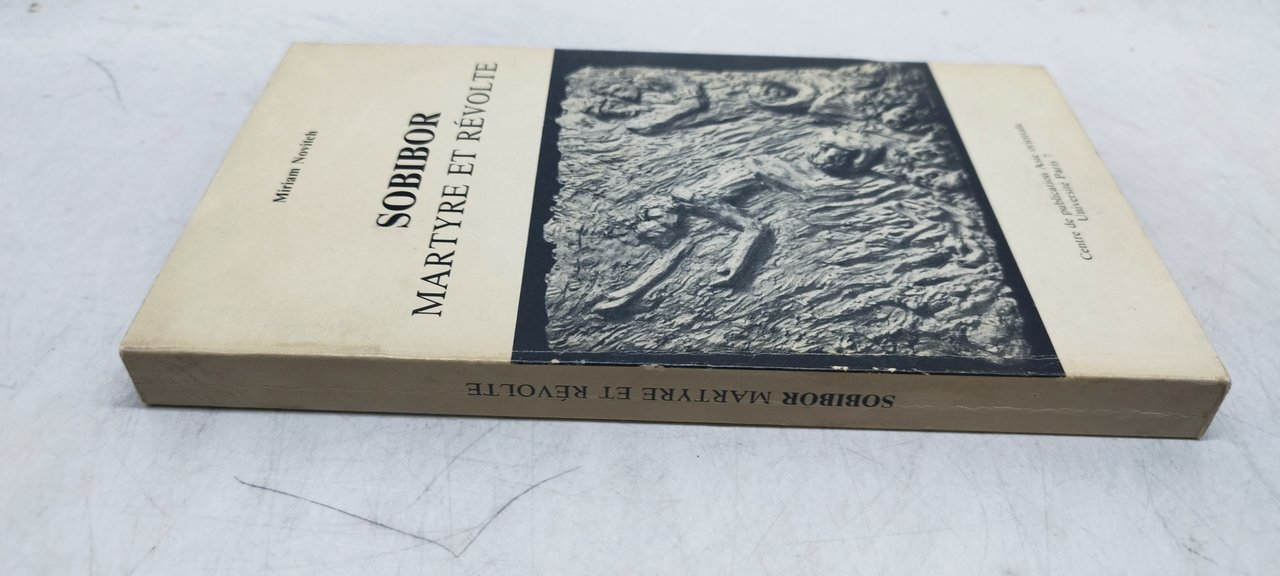 Miriam Novitch
SOBIBOR
MARTYRE ET RÉVOLTE
Centre de publication Asie orientale
Université Paris 7
SOBIBOR MARTYRE ET RÉVOLTE